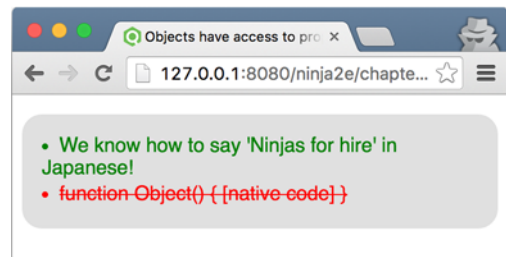 Objects have access to pro
127.0.0.1:8080/ninja2e/chapte...
• We know how to say 'Ninjas for hire' in
Japanese!
• function Object() { [native code] }